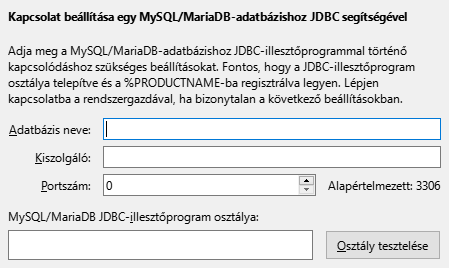 Kapcsolat beállítása egy MySQL/MariaDB-adatbázishoz JDBC segítségével
Adja meg a MySQL/MariaDB-adatbázishoz JDBC-illesztőprogrammal történő
kapcsolódáshoz szükséges beállításokat. Fontos, hogy a JDBC-illesztőprogram
osztálya telepítve és a %PRODUCTNAME-ba regisztrálva legyen. Lépjen
kapcsolatba a rendszergazdával, ha bizonytalan a következő beállításokban.
Adatbázis neve:
Kiszolgáló:
Portszám: 0 Alapértelmezett: 3306
MySQL/MariaDB JDBC-illesztőprogram osztálya:
Osztály tesztelése